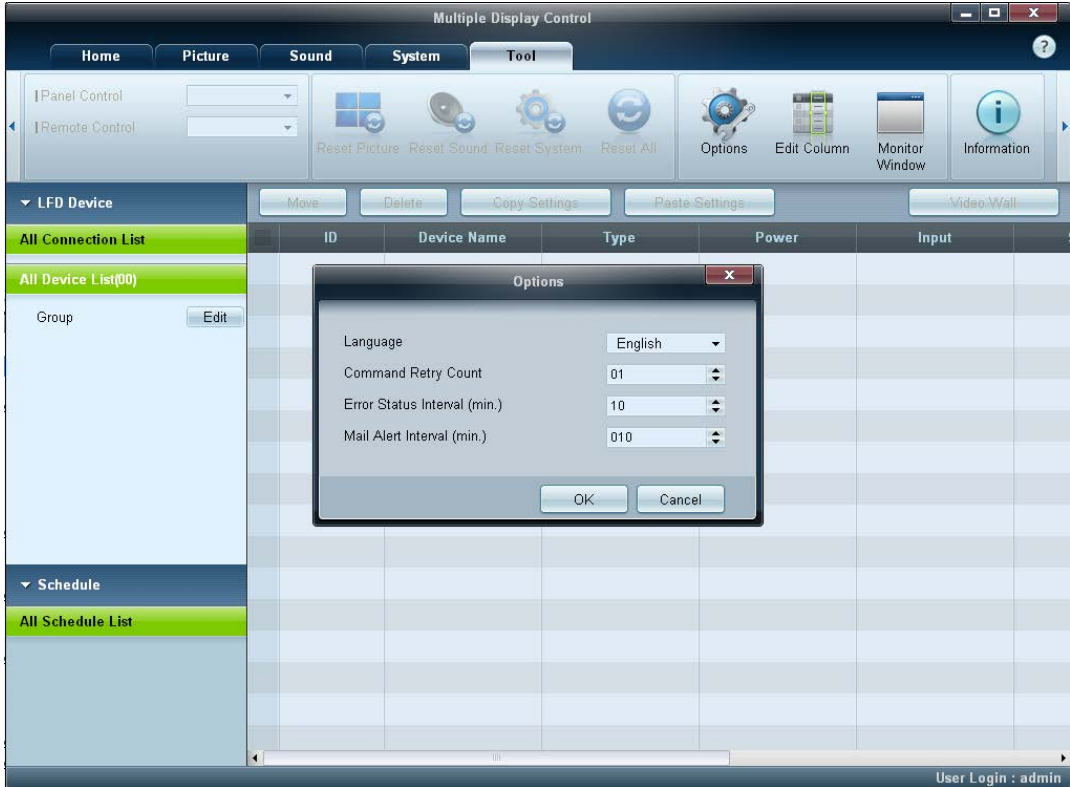 Multiple Display Control
Home Picture Sound System Tool
Panel Control
Remote Control
Reset Picture Reset Sound Reset System Reset All Options Edit Column Monitor Window Information
LFD Device
Move Delete Copy Settings Paste Settings Video Wall
All Connection List
ID Device Name Type Power Input
All Device List(00)
Group Edit
Options
Language English
Command Retry Count 01
Error Status Interval (min.) 10
Mail Alert Interval (min.) 010
OK Cancel
Schedule
All Schedule List
User Login : admin